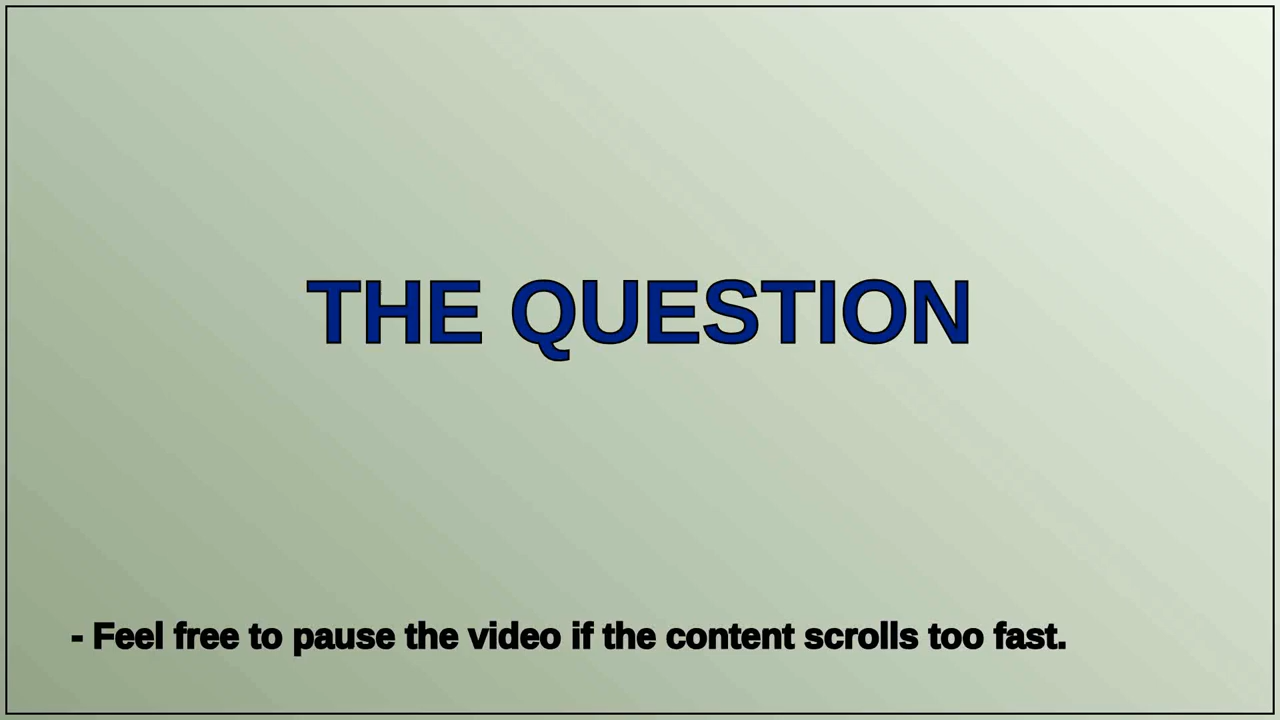 THE QUESTION
- Feel free to pause the video if the content scrolls too fast.